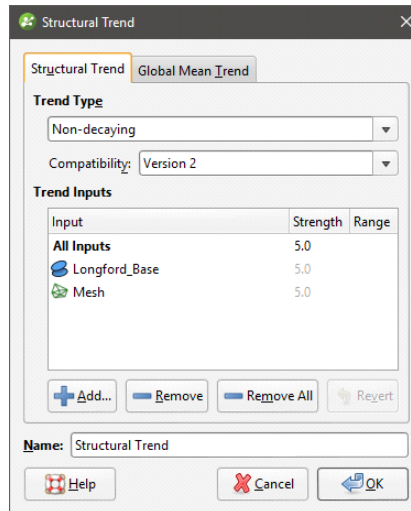 Structural Trend
Structural Trend Global Mean Trend
Trend Type
Non-decaying
Compatibility: Version 2
Trend Inputs
Input Strength Range
All Inputs 5.0
Longford_Base 5.0
Mesh 5.0
Add... Remove Remove All Revert
Name: Structural Trend
Help Cancel OK